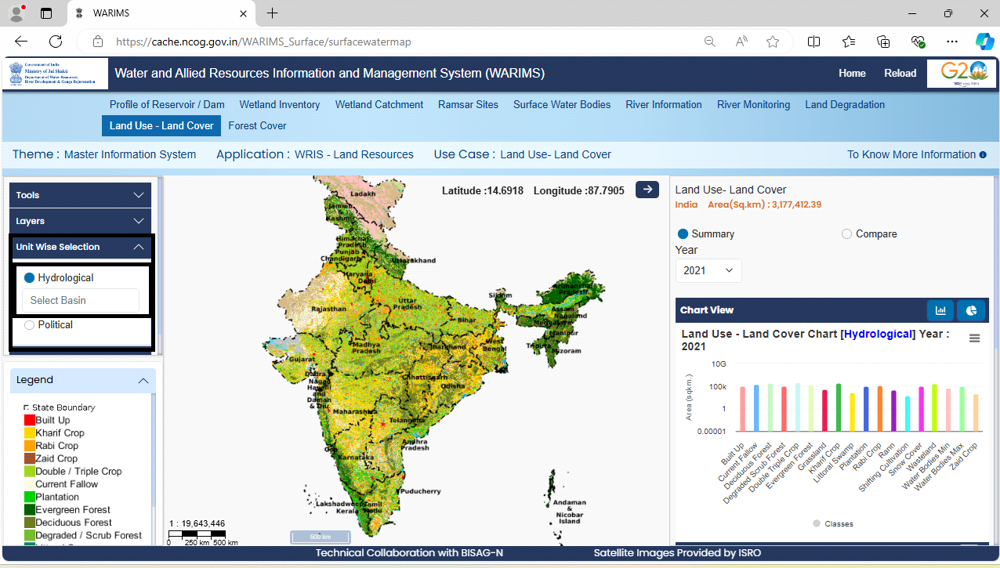 WARIMS
https://cache.ncog.gov.in/WARIMS_Surface/surfacewatermap
Government of India
Ministry of Jal Shakti
Department of Water Resources,
River Development & Ganga Rejuvenation
Water and Allied Resources Information and Management System (WARIMS)
Home Reload
G20
Profile of Reservoir / Dam Wetland Inventory Wetland Catchment Ramsar Sites Surface Water Bodies River Information River Monitoring Land Degradation
Land Use - Land Cover Forest Cover
Theme : Master Information System Application : WRIS - Land Resources Use Case : Land Use- Land Cover To Know More Information
Tools
Layers
Unit Wise Selection
Hydrological
Select Basin
Political
Legend
State Boundary
Built Up
Kharif Crop
Rabi Crop
Zaid Crop
Double / Triple Crop
Current Fallow
Plantation
Evergreen Forest
Deciduous Forest
Degraded / Scrub Forest
Latitude :14.6918 Longitude :87.7905
Ladakh
Jammu &
Kashmir
Himachal
Pradesh
Punjab
Chandigarh
Uttarakhand
Haryana
Delhi
Rajasthan
Uttar
Pradesh
Sikkim
Arunachal
Pradesh
Assam
Nagaland
Meghalaya
Manipur
Tripura
Mizoram
Bihar
Jharkhand
West
Bengal
Gujarat
Madhya
Pradesh
Chhattisgarh
Odisha
Dadra
Nagar
Haveli
and
Daman
& Diu
Maharashtra
Telangana
Andhra
Pradesh
Goa
Karnataka
Puducherry
Lakshadweep
Kerala
Tamil
Nadu
Andaman
&
Nicobar
Island
1 : 19,643,446
0 250 km 500 km
500 km
Land Use- Land Cover
India Area(Sq.km) : 3,177,412.39
Summary Compare
Year
2021
Chart View
Land Use - Land Cover Chart [Hydrological] Year :
2021
Area (sqkm.)
10G
100k
1
0.00001
Built Up
Current Fallow
Deciduous Forest
Degraded Scrub Forest
Double Triple Crop
Evergreen Forest
Grassland
Kharif Crop
Littoral Swamp
Plantation
Rabi Crop
Rann
Shifting Cultivation
Snow Cover
Wasteland
Water Bodies Min
Water Bodies Max
Zaid Crop
Classes
Technical Collaboration with BISAG-N Satellite Images Provided by ISRO